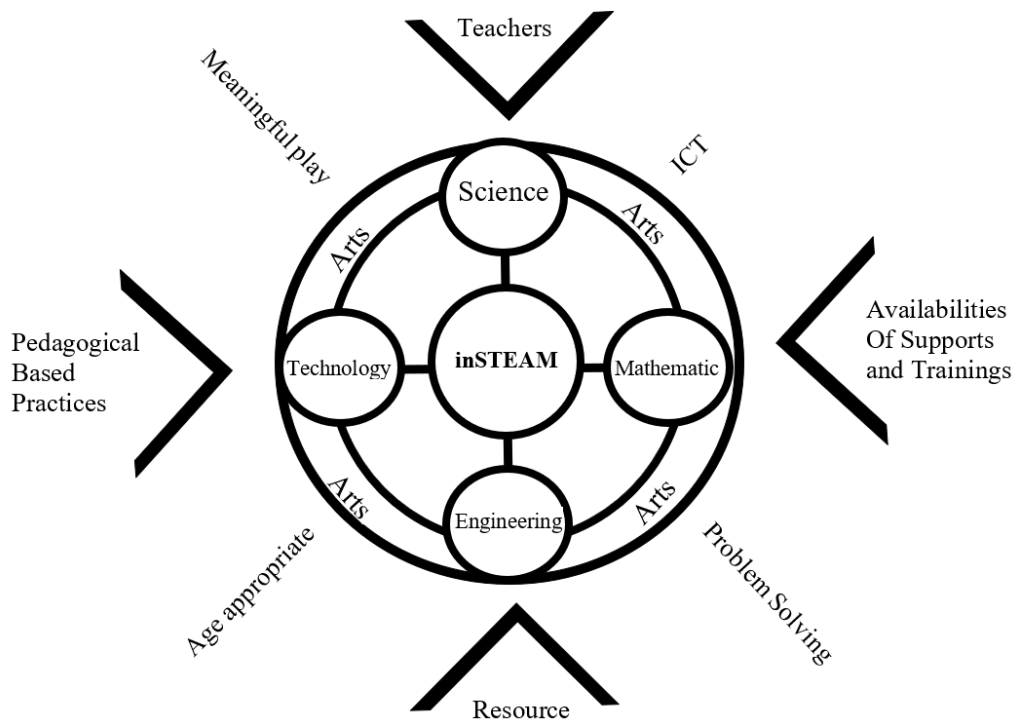 Teachers
Meaningful play
ICT
Science
Arts
Arts
Pedagogical
Based
Practices
Technology
inSTEAM
Mathematic
Availabilities
Of Supports
and Trainings
Arts
Engineering
Arts
Age appropriate
Problem Solving
Resource